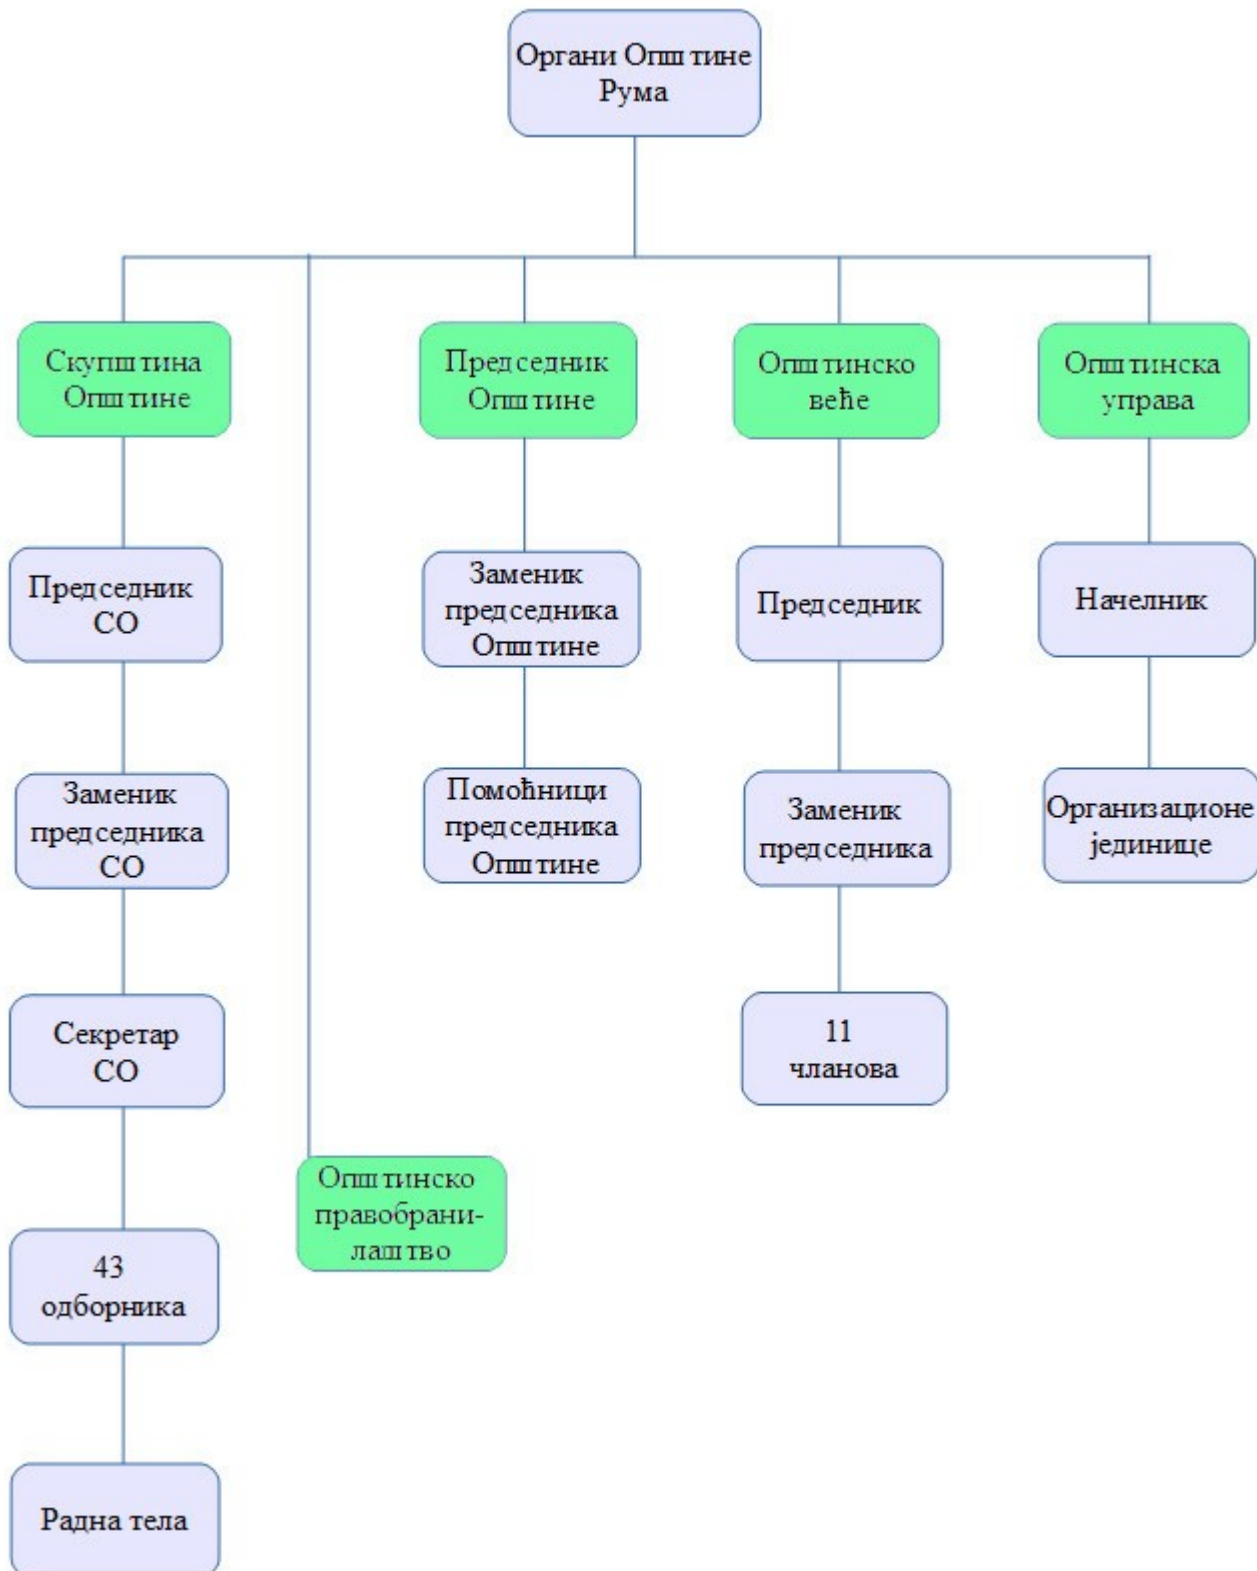 Органи Општине
Рума
Скупштина
Општине
Председник
Општине
Општинско
веће
Општинска
управа
Председник
СО
Заменик
председника
Општине
Председник
Начелник
Заменик
председника
СО
Помоћници
председника
Општине
Заменик
председника
Организационе
јединице
Секретар
СО
11
чланова
Општинско
правобрани-
лаштво
43
одборника
Радна тела